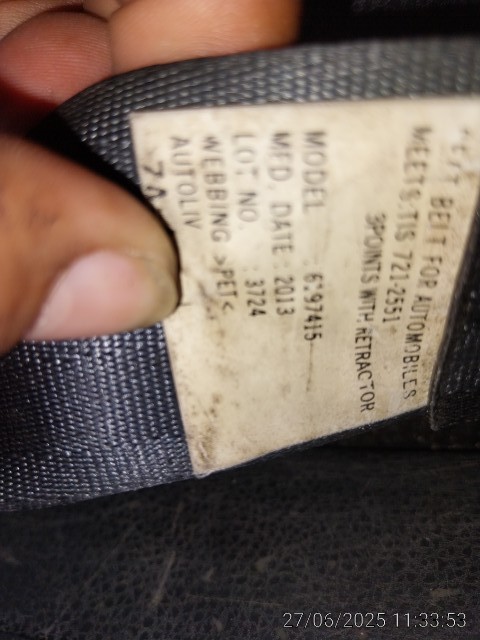 BELT FOR AUTOMOBILES
MEETS TIS 721-2551
3POINTS WITH RETRACTOR
MODEL : 6*97415
MFD. DATE : 2013
LOT NO. : 3724
WEBBING >PET<
AUTOLIV
27/06/2025 11:33:53